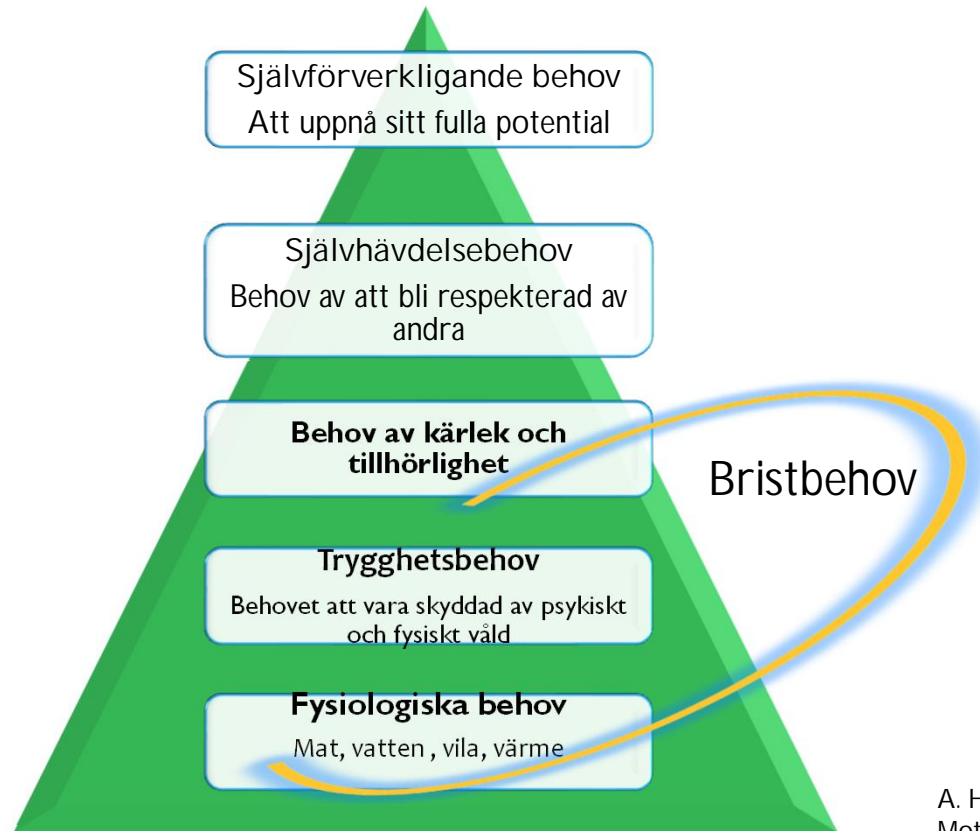 Självförverkligande behov
Att uppnå sitt fulla potential
Självhävdelsebehov
Behov av att bli respekterad av
andra
Behov av kärlek och
tillhörlighet
Bristbehov
Trygghetsbehov
Behovet att vara skyddad av psykiskt
och fysiskt våld
Fysiologiska behov
Mat, vatten , vila, värme
A. H